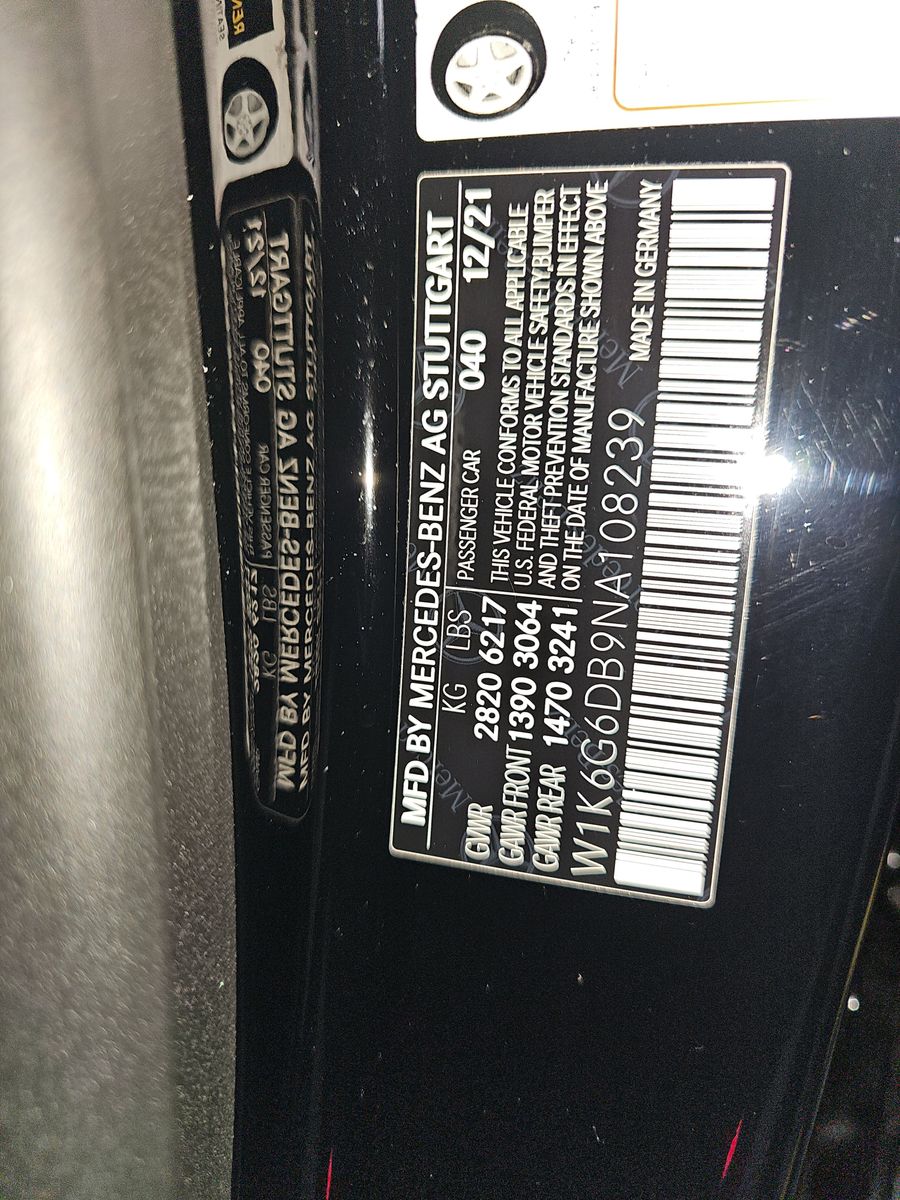 MFD BY MERCEDES-BENZ AG STUTTGART
KG LBS PASSENGER CAR 040 12/21
GVWR 2820 6217 THIS VEHICLE CONFORMS TO ALL APPLICABLE
GAWR FRONT 1390 3064 U.S. FEDERAL MOTOR VEHICLE SAFETY,BUMPER
GAWR REAR 1470 3241 AND THEFT PREVENTION STANDARDS IN EFFECT
ON THE DATE OF MANUFACTURE SHOWN ABOVE
W1K6G6DB9NA108239 MADE IN GERMANY